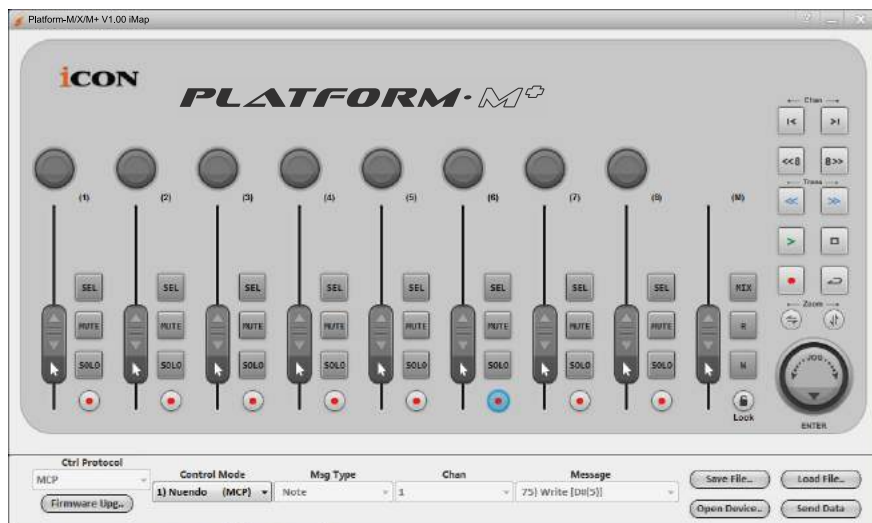 Platform-M/X/M+ V1.00 iMap
iCON
PLATFORM·M+
Chan
I< >I
<<8 8>>
Trans
<< >>
(1) (2) (3) (4) (5) (6) (7) (8) (M)
>
SEL SEL SEL SEL SEL SEL SEL SEL MIX
Zoom
MUTE MUTE MUTE MUTE MUTE MUTE MUTE MUTE R
SOLO SOLO SOLO SOLO SOLO SOLO SOLO SOLO W
JOG
Lock
ENTER
Ctrl Protocol
Control Mode Msg Type Chan Message
MCP
Save File.. Load File..
1) Nuendo (MCP) Note 1 75) Write [D#(5)]
Firmware Upg..
Open Device.. Send Data